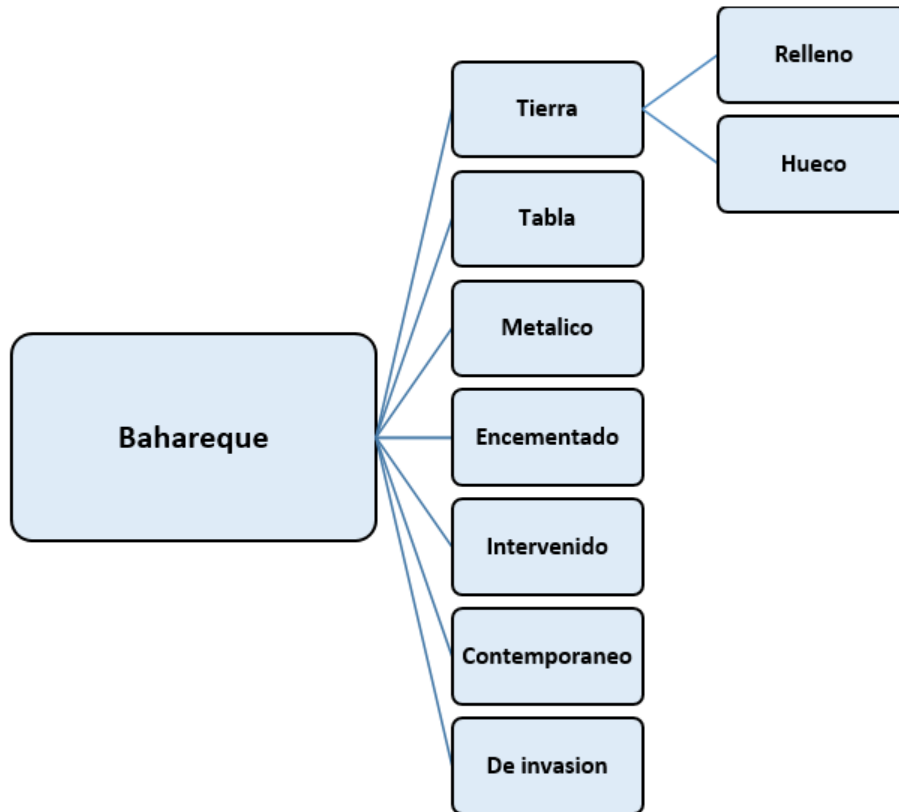 Bahareque
Tierra
Relleno
Hueco
Tabla
Metalico
Encementado
Intervenido
Contemporaneo
De invasion